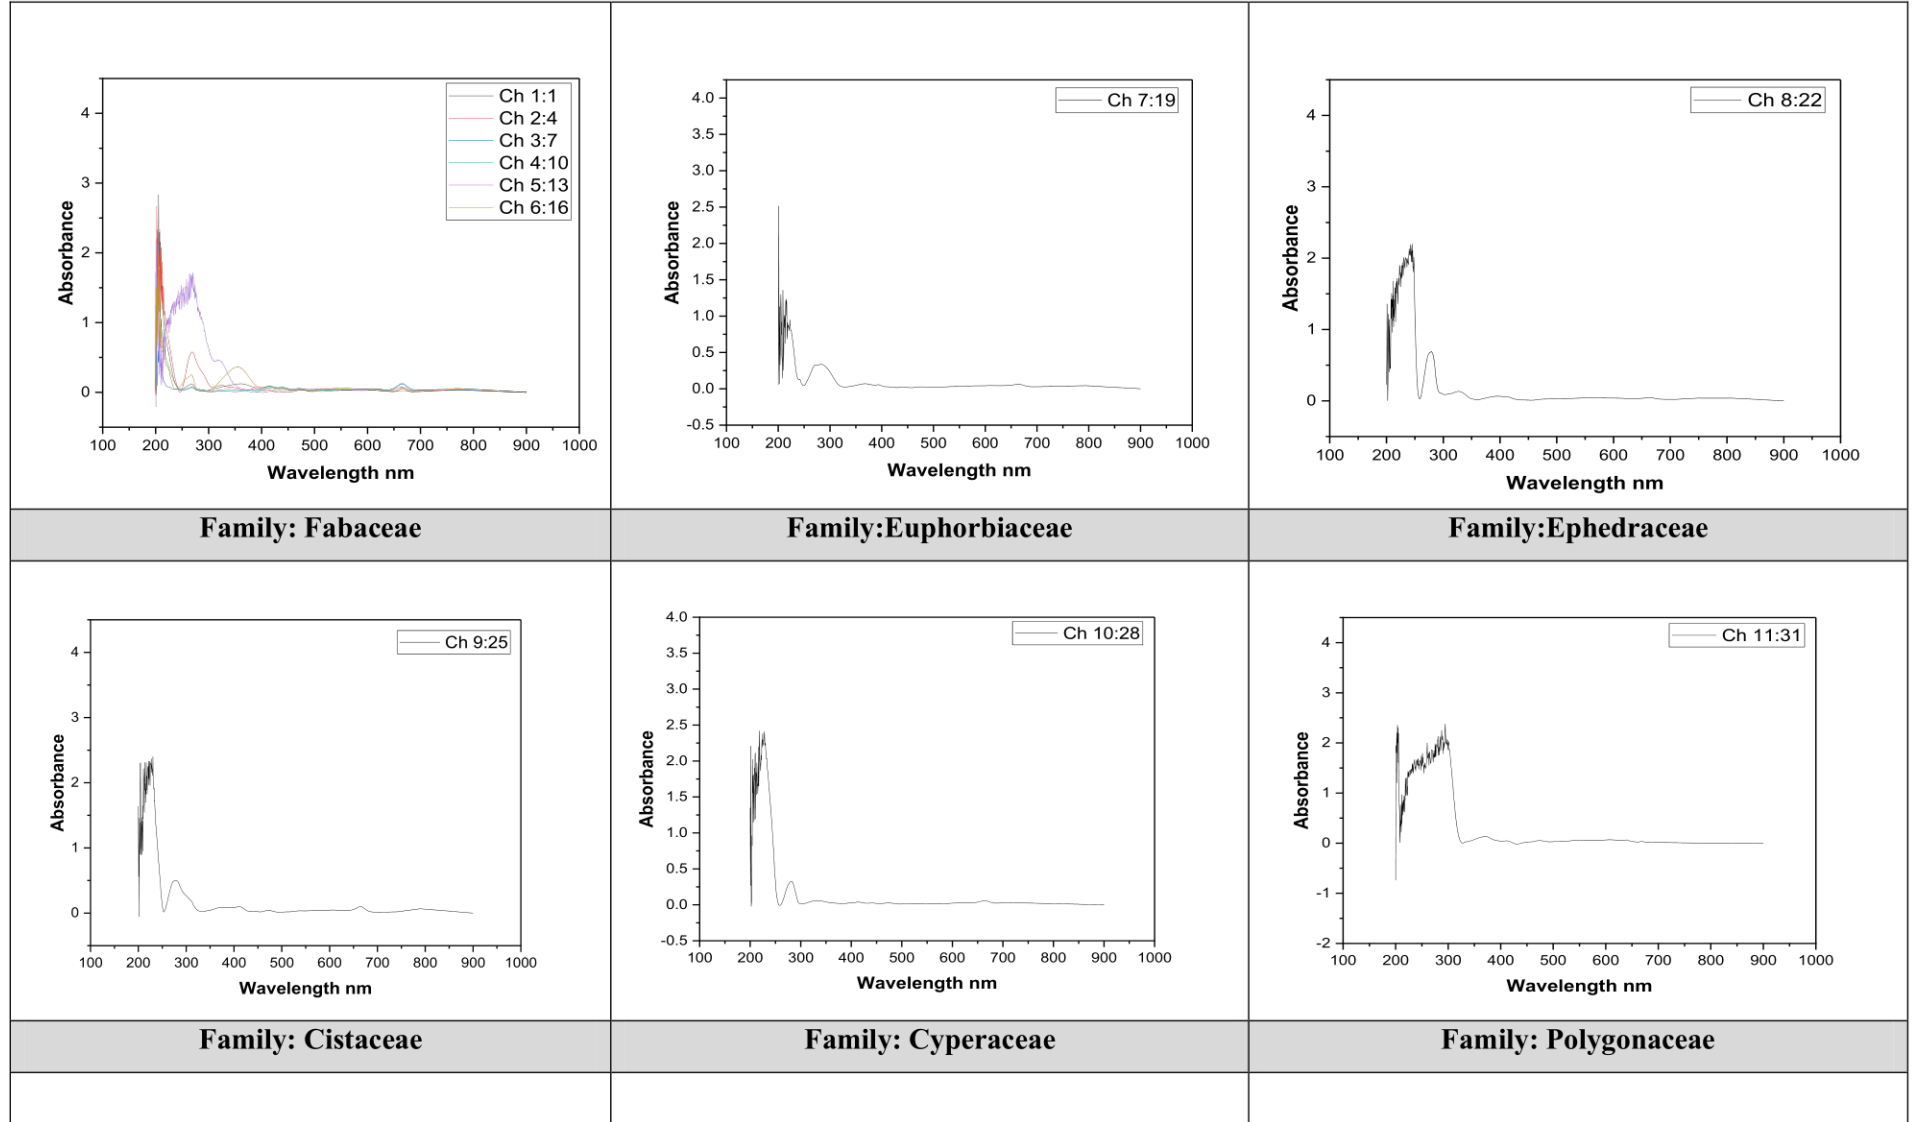 Ch 1:1
Ch 2:4
Ch 3:7
Ch 4:10
Ch 5:13
Ch 6:16
4
3
2
1
0
Absorbance
100 200 300 400 500 600 700 800 900 1000
Wavelength nm
Ch 7:19
4.0
3.5
3.0
2.5
2.0
1.5
1.0
0.5
0.0
-0.5
Absorbance
100 200 300 400 500 600 700 800 900 1000
Wavelength nm
Ch 8:22
4
3
2
1
0
Absorbance
100 200 300 400 500 600 700 800 900 1000
Wavelength nm
Family: Fabaceae
Family:Euphorbiaceae
Family:Ephedraceae
Ch 9:25
4
3
2
1
0
Absorbance
100 200 300 400 500 600 700 800 900 1000
Wavelength nm
Ch 10:28
4.0
3.5
3.0
2.5
2.0
1.5
1.0
0.5
0.0
-0.5
Absorbance
100 200 300 400 500 600 700 800 900 1000
Wavelength nm
Ch 11:31
4
3
2
1
0
-1
-2
Absorbance
100 200 300 400 500 600 700 800 900 1000
Wavelength nm
Family: Cistaceae
Family: Cyperaceae
Family: Polygonaceae